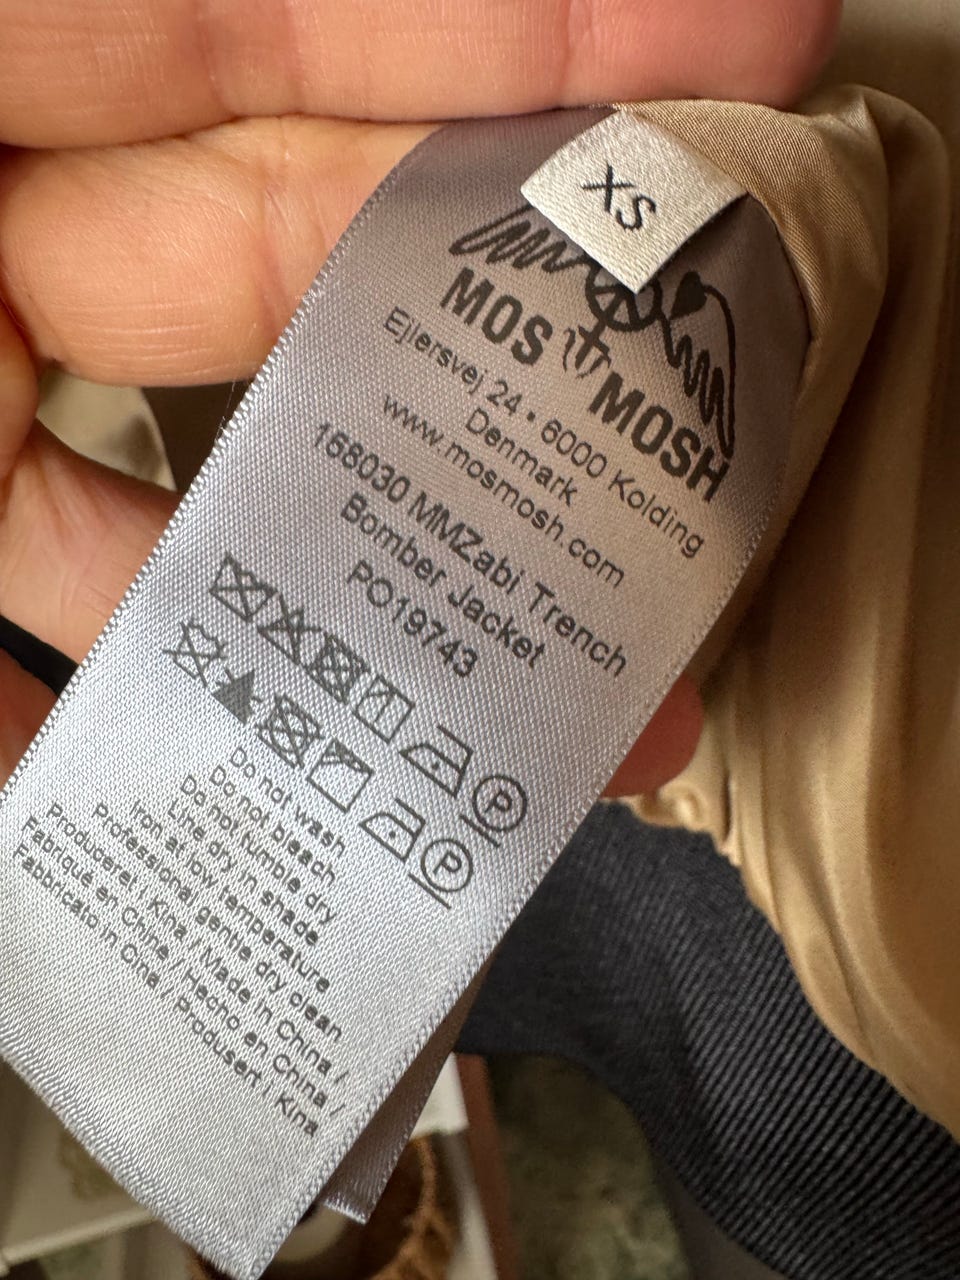 XS
MOS MOSH
Ejlersvej 24 • 6000 Kolding
Denmark
www.mosmosh.com
168030 MMZabi Trench
Bomber Jacket
PO19743
P
P
Do not wash
Do not bleach
Do not tumble dry
Line dry in shade
Iron at low temperature
Professional gentle dry clean
Produceret i Kina / Made in China /
Fabriqué en Chine / Hecho en China /
Fabbricato in Cina / Produsert i Kina